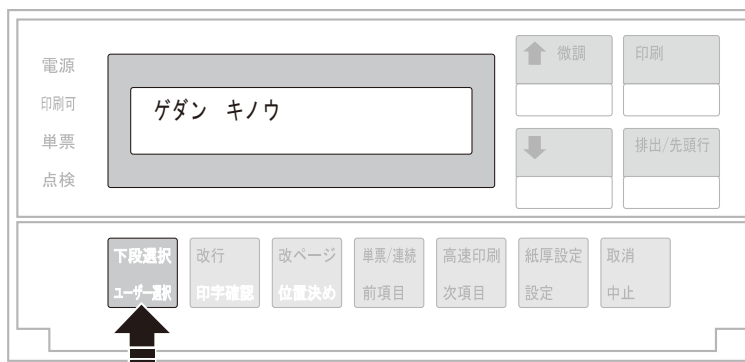 電源
印刷可
単票
点検
ゲダン キノウ
微調
印刷
排出/先頭行
下段選択
ユーザー選択
改行
印字確認
改ページ
位置決め
単票/連続
前項目
高速印刷
次項目
紙厚設定
設定
取消
中止